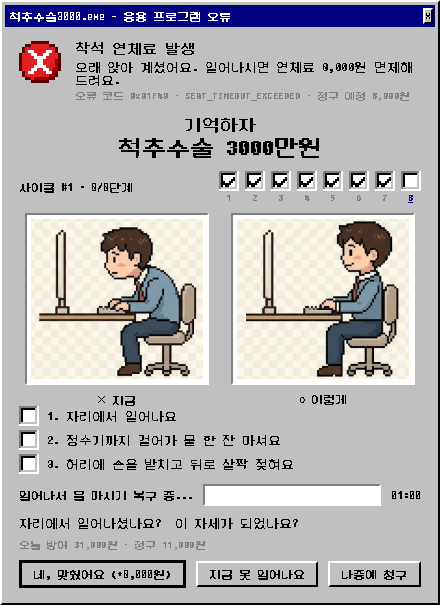 척추수술3000.exe - 응용 프로그램 오류
착석 연체료 발생
오래 앉아 계셨어요. 일어나시면 연체료 8,000원 면제해
드려요.
오류 코드 0x01F40 · SEAT_TIMEOUT_EXCEEDED · 청구 예정 8,000원
기억하자
척추수술 3000만원
사이클 #1 · 8/8단계
1 2 3 4 5 6 7 8
× 지금
○ 이렇게
1. 자리에서 일어나요
2. 정수기까지 걸어가 물 한 잔 마셔요
3. 허리에 손을 받치고 뒤로 살짝 젖혀요
일어나서 물 마시기 복구 중... 01:00
자리에서 일어나셨나요? 이 자세가 되었나요?
오늘 방어 31,000원 · 청구 11,000원
네, 맞췄어요 (+8,000원)
지금 못 일어나요
나중에 청구